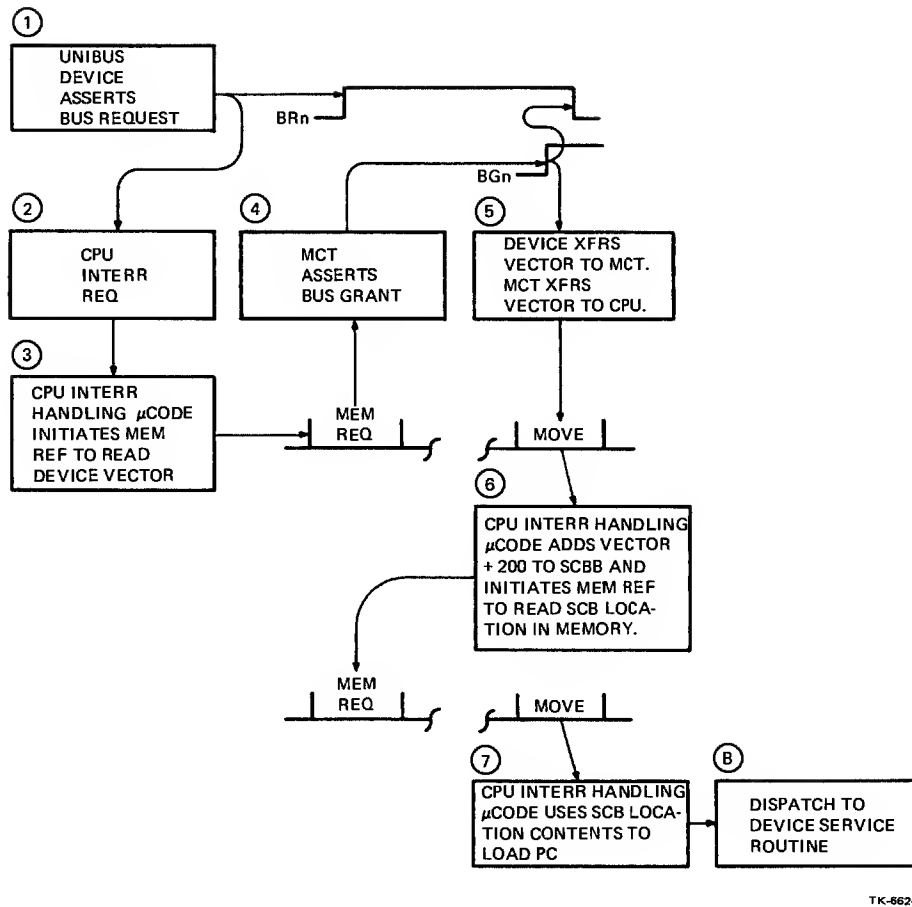 1
UNIBUS
DEVICE
ASSERTS
BUS REQUEST
BRn
BGn
2
CPU
INTERR
REQ
4
MCT
ASSERTS
BUS GRANT
5
DEVICE XFRS
VECTOR TO MCT.
MCT XFRS
VECTOR TO CPU.
3
CPU INTERR
HANDLING µCODE
INITIATES MEM
REF TO READ
DEVICE VECTOR
MEM
REQ
MOVE
6
CPU INTERR HANDLING
µCODE ADDS VECTOR
+ 200 TO SCBB AND
INITIATES MEM REF
TO READ SCB LOCA-
TION IN MEMORY.
MEM
REQ
MOVE
7
CPU INTERR HANDLING
µCODE USES SCB LOCA-
TION CONTENTS TO
LOAD PC
B
DISPATCH TO
DEVICE SERVICE
ROUTINE